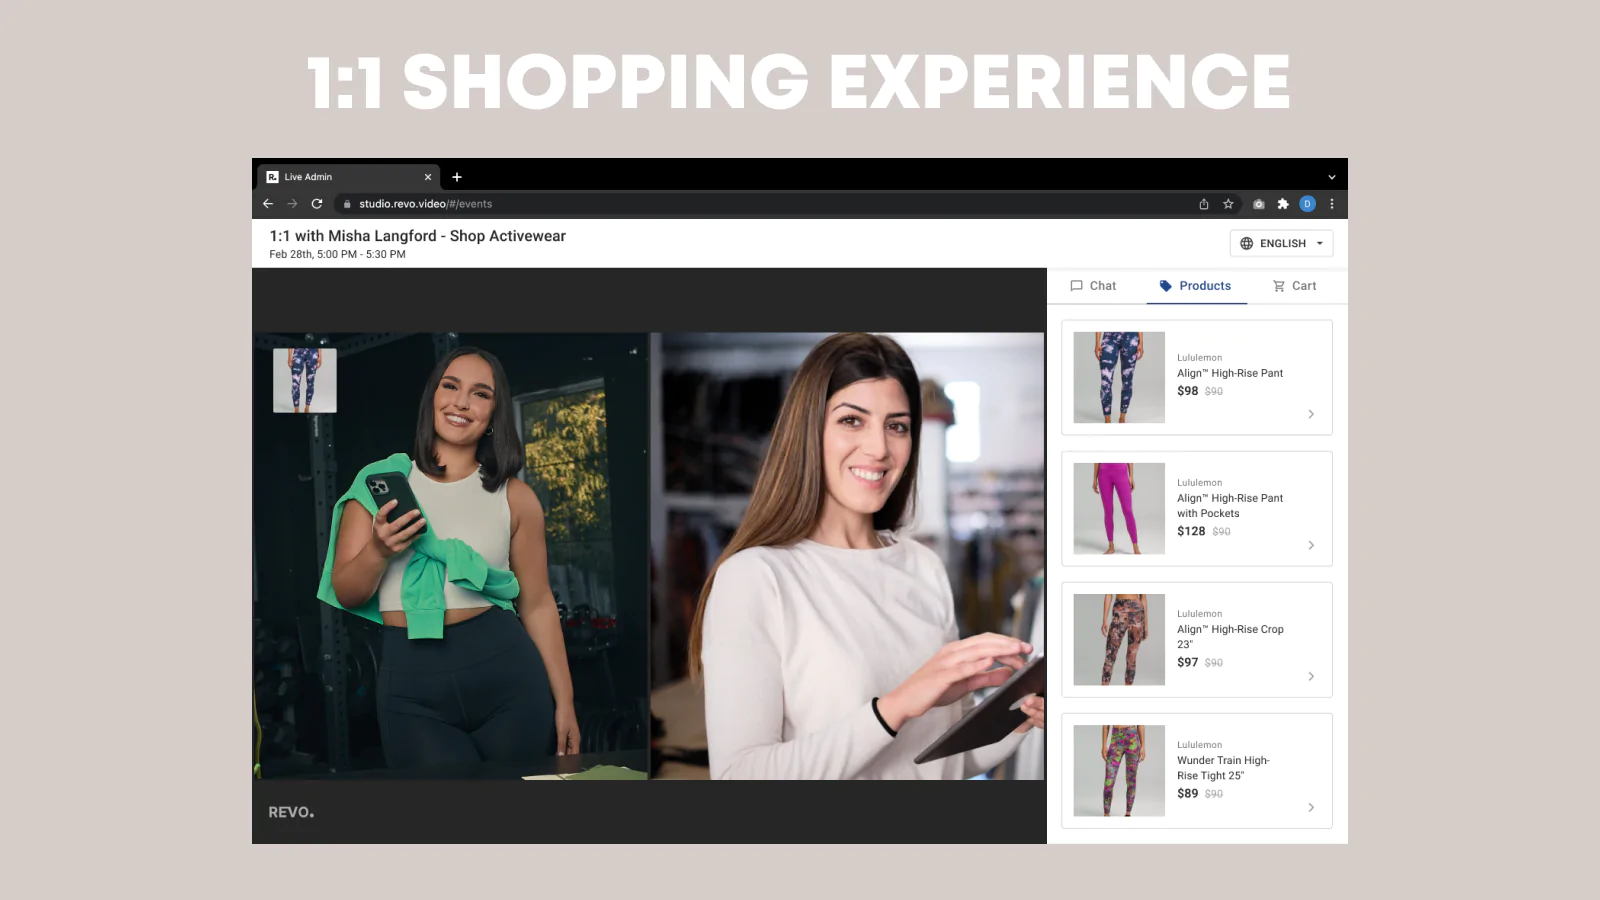 1:1 SHOPPING EXPERIENCE
R. Live Admin
studio.revo.video/#/events
D
1:1 with Misha Langford - Shop Activewear
Feb 28th, 5:00 PM - 5:30 PM
ENGLISH
Chat Products Cart
Lululemon
Align™ High-Rise Pant
$98 $90
Lululemon
Align™ High-Rise Pant
with Pockets
$128 $90
Lululemon
Align™ High-Rise Crop
23"
$97 $90
Lululemon
Wunder Train High-
Rise Tight 25"
$89 $90
REVO.